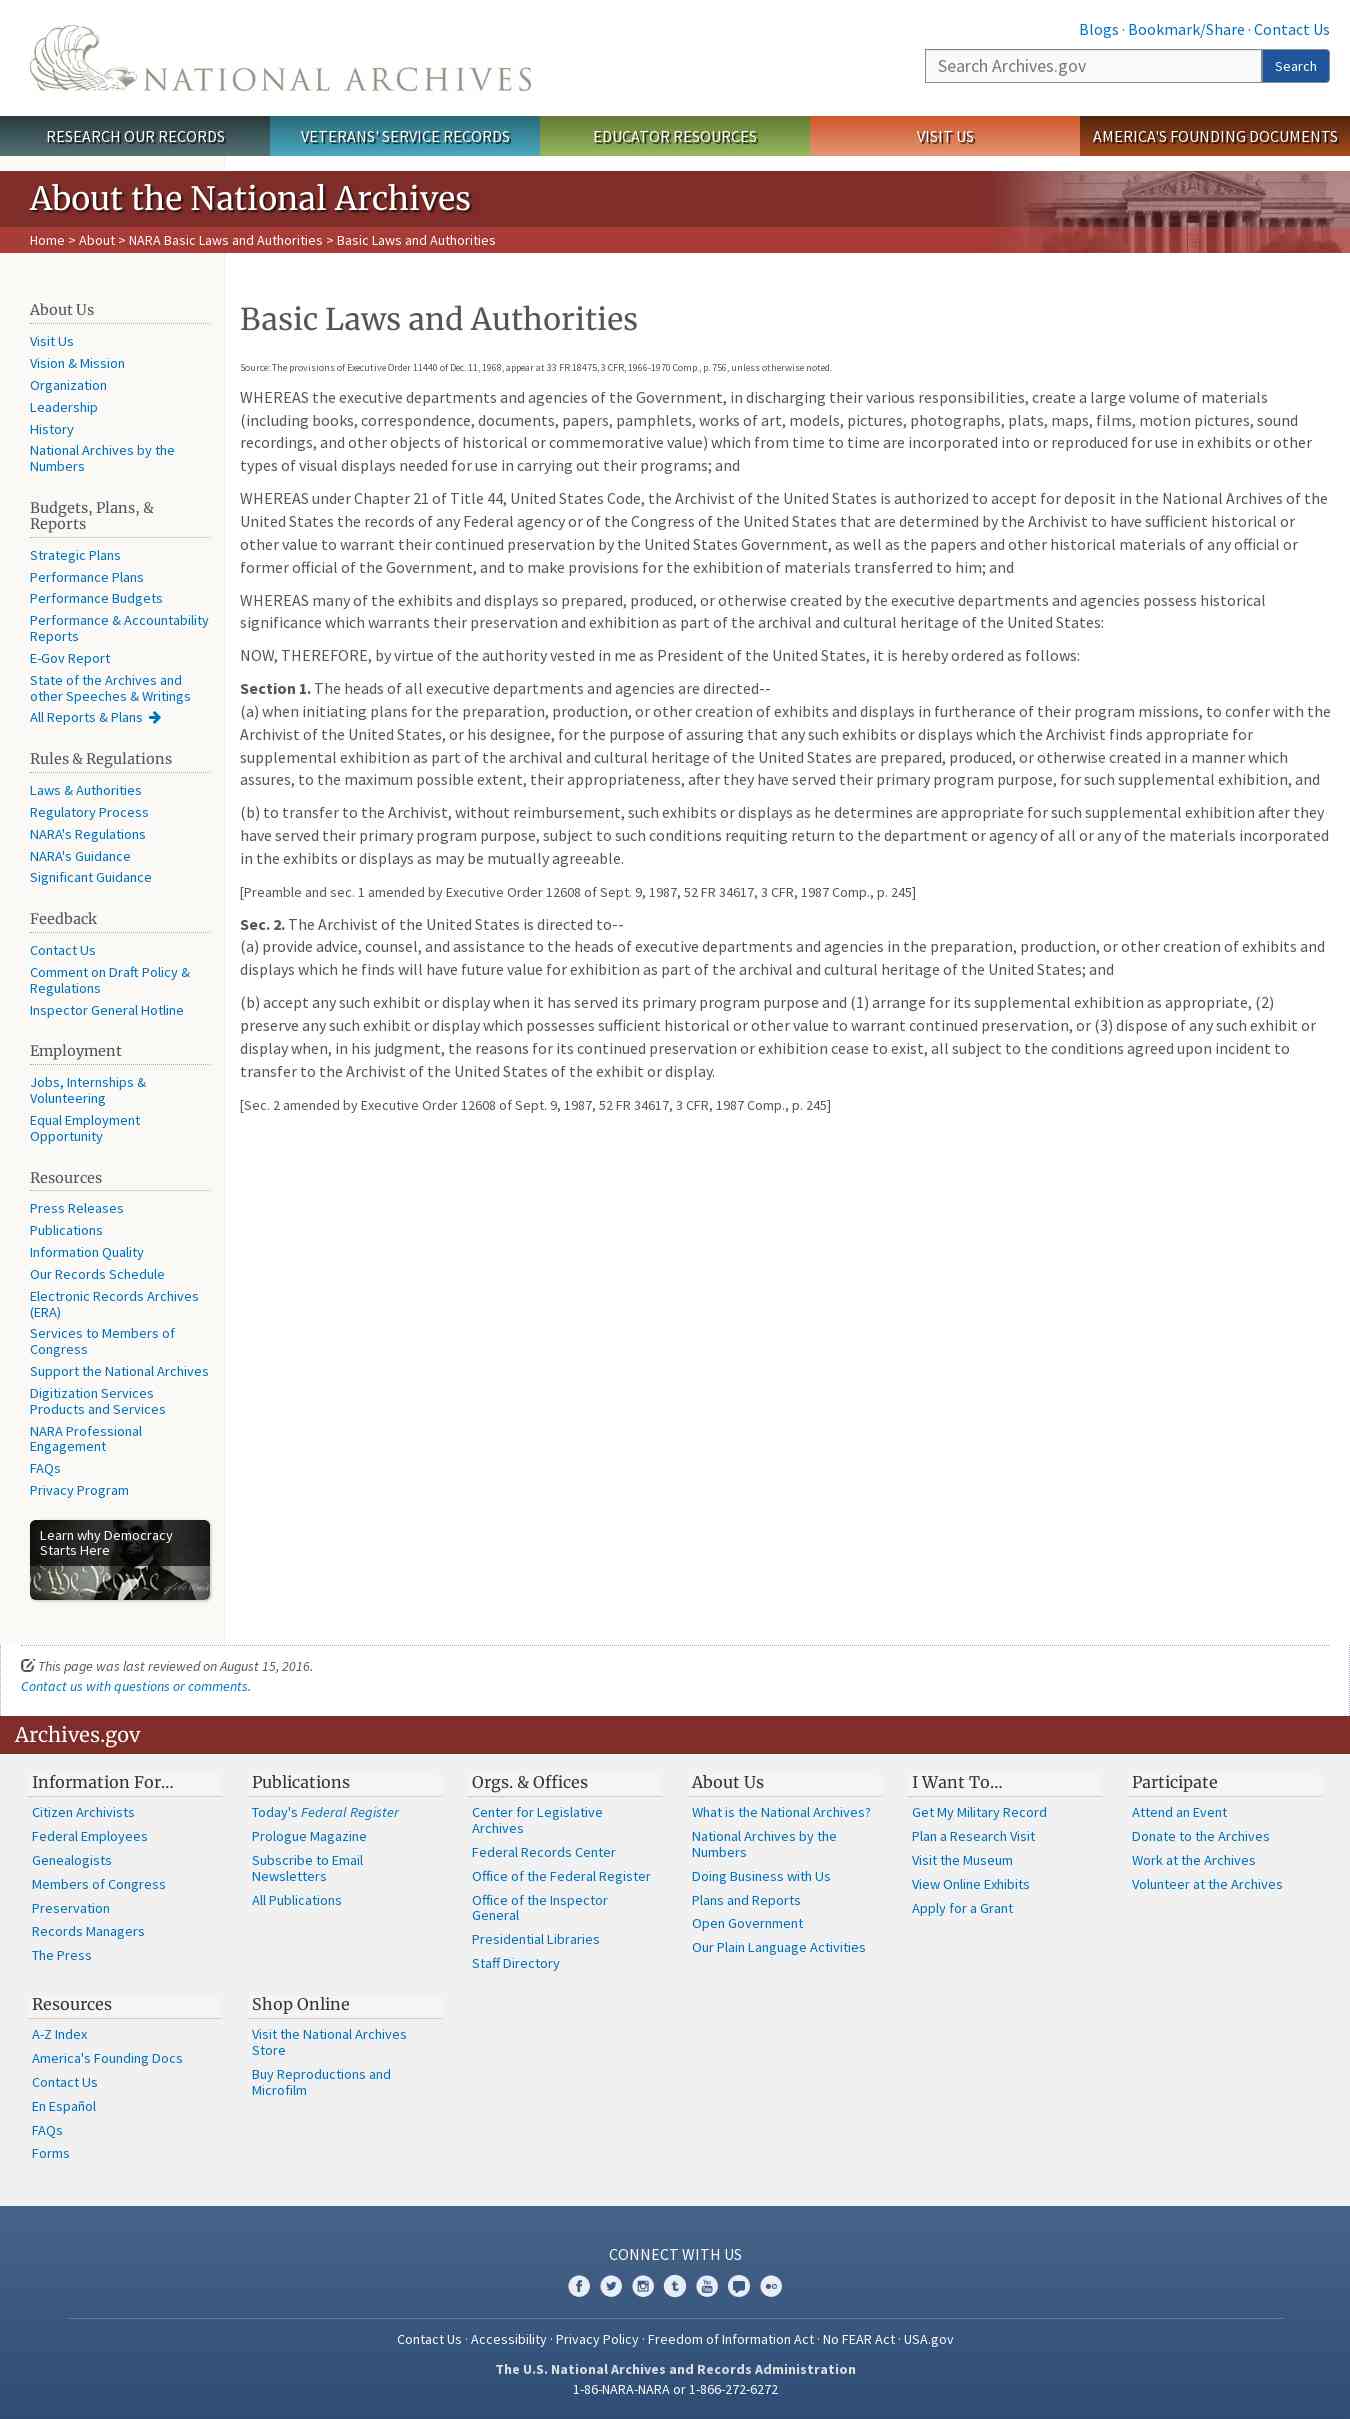 Blogs · Bookmark/Share · Contact Us
NATIONAL ARCHIVES
Search Archives.gov
Search
RESEARCH OUR RECORDS
VETERANS' SERVICE RECORDS
EDUCATOR RESOURCES
VISIT US
AMERICA'S FOUNDING DOCUMENTS
About the National Archives
Home > About > NARA Basic Laws and Authorities > Basic Laws and Authorities
About Us
Visit Us
Vision & Mission
Organization
Leadership
History
National Archives by the
Numbers
Budgets, Plans, &
Reports
Strategic Plans
Performance Plans
Performance Budgets
Performance & Accountability
Reports
E-Gov Report
State of the Archives and
other Speeches & Writings
All Reports & Plans
Rules & Regulations
Laws & Authorities
Regulatory Process
NARA's Regulations
NARA's Guidance
Significant Guidance
Feedback
Contact Us
Comment on Draft Policy &
Regulations
Inspector General Hotline
Employment
Jobs, Internships &
Volunteering
Equal Employment
Opportunity
Resources
Press Releases
Publications
Information Quality
Our Records Schedule
Electronic Records Archives
(ERA)
Services to Members of
Congress
Support the National Archives
Digitization Services
Products and Services
NARA Professional
Engagement
FAQs
Privacy Program
Learn why Democracy
Starts Here
We the People
Basic Laws and Authorities
Source: The provisions of Executive Order 11440 of Dec. 11, 1968, appear at 33 FR 18475, 3 CFR, 1966-1970 Comp., p. 756, unless otherwise noted.
WHEREAS the executive departments and agencies of the Government, in discharging their various responsibilities, create a large volume of materials
(including books, correspondence, documents, papers, pamphlets, works of art, models, pictures, photographs, plats, maps, films, motion pictures, sound
recordings, and other objects of historical or commemorative value) which from time to time are incorporated into or reproduced for use in exhibits or other
types of visual displays needed for use in carrying out their programs; and
WHEREAS under Chapter 21 of Title 44, United States Code, the Archivist of the United States is authorized to accept for deposit in the National Archives of the
United States the records of any Federal agency or of the Congress of the United States that are determined by the Archivist to have sufficient historical or
other value to warrant their continued preservation by the United States Government, as well as the papers and other historical materials of any official or
former official of the Government, and to make provisions for the exhibition of materials transferred to him; and
WHEREAS many of the exhibits and displays so prepared, produced, or otherwise created by the executive departments and agencies possess historical
significance which warrants their preservation and exhibition as part of the archival and cultural heritage of the United States:
NOW, THEREFORE, by virtue of the authority vested in me as President of the United States, it is hereby ordered as follows:
Section 1. The heads of all executive departments and agencies are directed--
(a) when initiating plans for the preparation, production, or other creation of exhibits and displays in furtherance of their program missions, to confer with the
Archivist of the United States, or his designee, for the purpose of assuring that any such exhibits or displays which the Archivist finds appropriate for
supplemental exhibition as part of the archival and cultural heritage of the United States are prepared, produced, or otherwise created in a manner which
assures, to the maximum possible extent, their appropriateness, after they have served their primary program purpose, for such supplemental exhibition, and
(b) to transfer to the Archivist, without reimbursement, such exhibits or displays as he determines are appropriate for such supplemental exhibition after they
have served their primary program purpose, subject to such conditions requiting return to the department or agency of all or any of the materials incorporated
in the exhibits or displays as may be mutually agreeable.
[Preamble and sec. 1 amended by Executive Order 12608 of Sept. 9, 1987, 52 FR 34617, 3 CFR, 1987 Comp., p. 245]
Sec. 2. The Archivist of the United States is directed to--
(a) provide advice, counsel, and assistance to the heads of executive departments and agencies in the preparation, production, or other creation of exhibits and
displays which he finds will have future value for exhibition as part of the archival and cultural heritage of the United States; and
(b) accept any such exhibit or display when it has served its primary program purpose and (1) arrange for its supplemental exhibition as appropriate, (2)
preserve any such exhibit or display which possesses sufficient historical or other value to warrant continued preservation, or (3) dispose of any such exhibit or
display when, in his judgment, the reasons for its continued preservation or exhibition cease to exist, all subject to the conditions agreed upon incident to
transfer to the Archivist of the United States of the exhibit or display.
[Sec. 2 amended by Executive Order 12608 of Sept. 9, 1987, 52 FR 34617, 3 CFR, 1987 Comp., p. 245]
This page was last reviewed on August 15, 2016.
Contact us with questions or comments.
Archives.gov
Information For...
Citizen Archivists
Federal Employees
Genealogists
Members of Congress
Preservation
Records Managers
The Press
Publications
Today's Federal Register
Prologue Magazine
Subscribe to Email
Newsletters
All Publications
Orgs. & Offices
Center for Legislative
Archives
Federal Records Center
Office of the Federal Register
Office of the Inspector
General
Presidential Libraries
Staff Directory
About Us
What is the National Archives?
National Archives by the
Numbers
Doing Business with Us
Plans and Reports
Open Government
Our Plain Language Activities
I Want To...
Get My Military Record
Plan a Research Visit
Visit the Museum
View Online Exhibits
Apply for a Grant
Participate
Attend an Event
Donate to the Archives
Work at the Archives
Volunteer at the Archives
Resources
A-Z Index
America's Founding Docs
Contact Us
En Español
FAQs
Forms
Shop Online
Visit the National Archives
Store
Buy Reproductions and
Microfilm
CONNECT WITH US
Contact Us · Accessibility · Privacy Policy · Freedom of Information Act · No FEAR Act · USA.gov
The U.S. National Archives and Records Administration
1-86-NARA-NARA or 1-866-272-6272